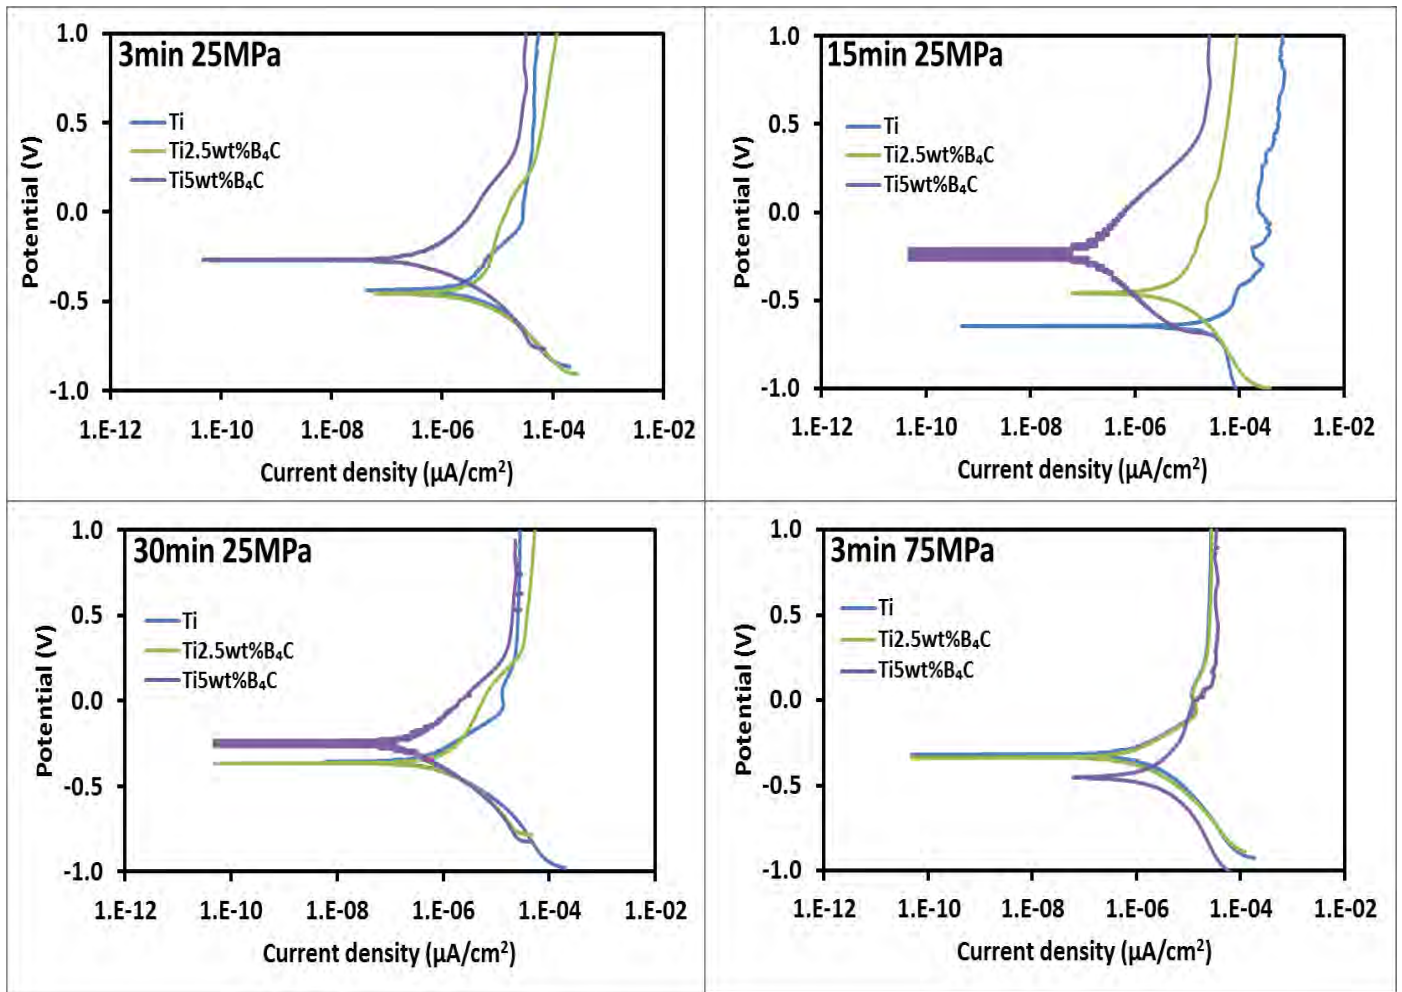 3min 25MPa
Potential (V)
1.0
0.5
0.0
-0.5
-1.0
Ti
Ti2.5wt%B₄C
Ti5wt%B₄C
1.E-12 1.E-10 1.E-08 1.E-06 1.E-04 1.E-02
Current density (µA/cm²)
15min 25MPa
Potential (V)
1.0
0.5
0.0
-0.5
-1.0
Ti
Ti2.5wt%B₄C
Ti5wt%B₄C
1.E-12 1.E-10 1.E-08 1.E-06 1.E-04 1.E-02
Current density (µA/cm²)
30min 25MPa
Potential (V)
1.0
0.5
0.0
-0.5
-1.0
Ti
Ti2.5wt%B₄C
Ti5wt%B₄C
1.E-12 1.E-10 1.E-08 1.E-06 1.E-04 1.E-02
Current density (µA/cm²)
3min 75MPa
Potential (V)
1.0
0.5
0.0
-0.5
-1.0
Ti
Ti2.5wt%B₄C
Ti5wt%B₄C
1.E-12 1.E-10 1.E-08 1.E-06 1.E-04 1.E-02
Current density (µA/cm²)